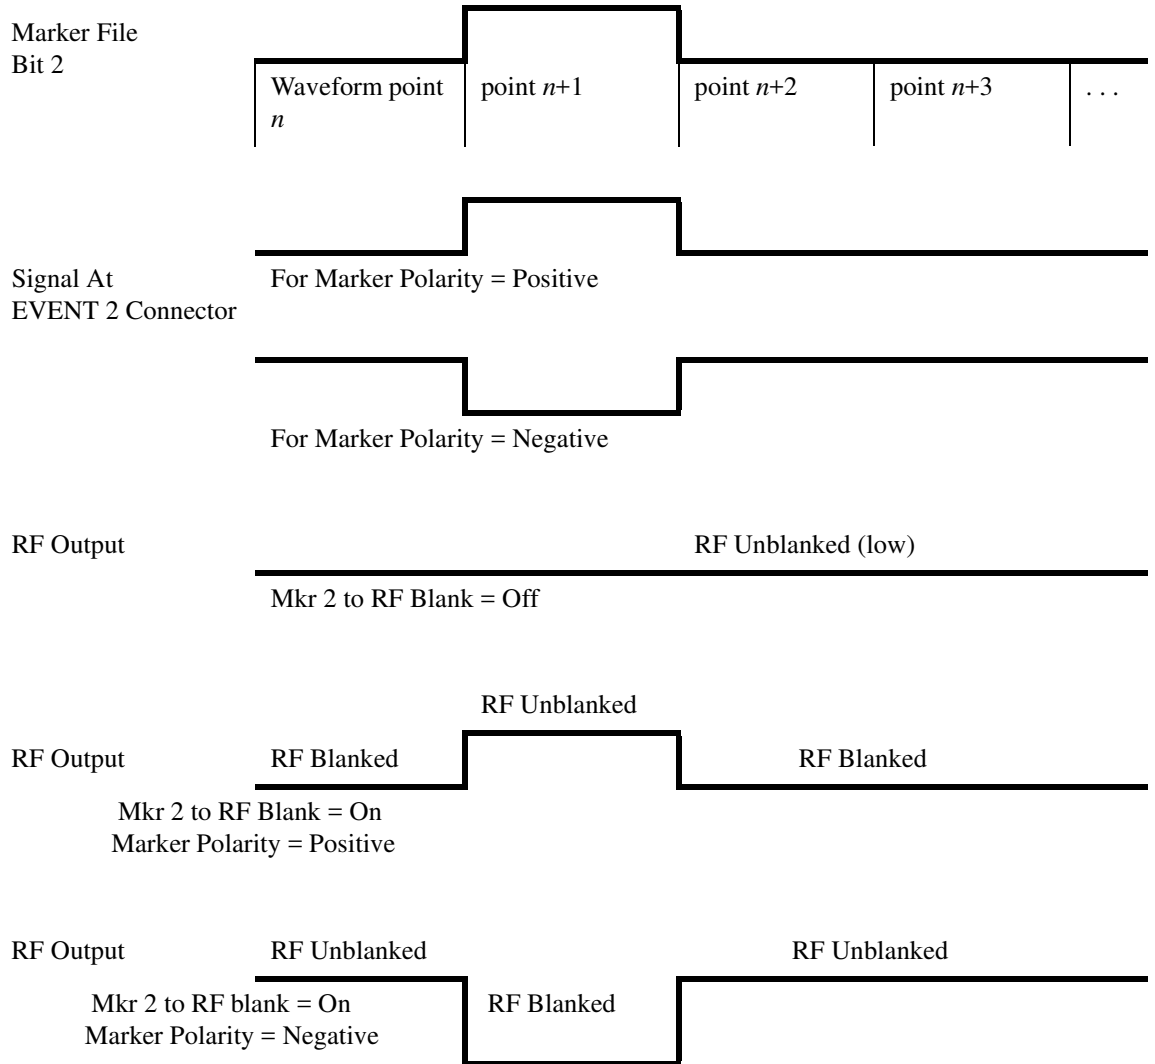 Marker File
Bit 2
Waveform point
n
point n+1
point n+2
point n+3
. . .
Signal At
EVENT 2 Connector
For Marker Polarity = Positive
For Marker Polarity = Negative
RF Output
RF Unblanked (low)
Mkr 2 to RF Blank = Off
RF Unblanked
RF Output
RF Blanked
RF Blanked
Mkr 2 to RF Blank = On
Marker Polarity = Positive
RF Output
RF Unblanked
RF Unblanked
Mkr 2 to RF blank = On
Marker Polarity = Negative
RF Blanked